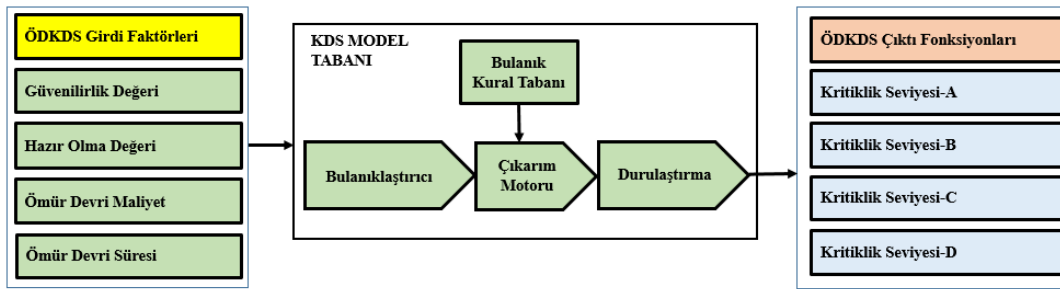 ÖDKDS Girdi Faktörleri
Güvenilirlik Değeri
Hazır Olma Değeri
Ömür Devri Maliyet
Ömür Devri Süresi
KDS MODEL
TABANI
Bulanık
Kural Tabanı
Bulanıklaştırıcı
Çıkarım
Motoru
Durulaştırma
ÖDKDS Çıktı Fonksiyonları
Kritiklik Seviyesi-A
Kritiklik Seviyesi-B
Kritiklik Seviyesi-C
Kritiklik Seviyesi-D